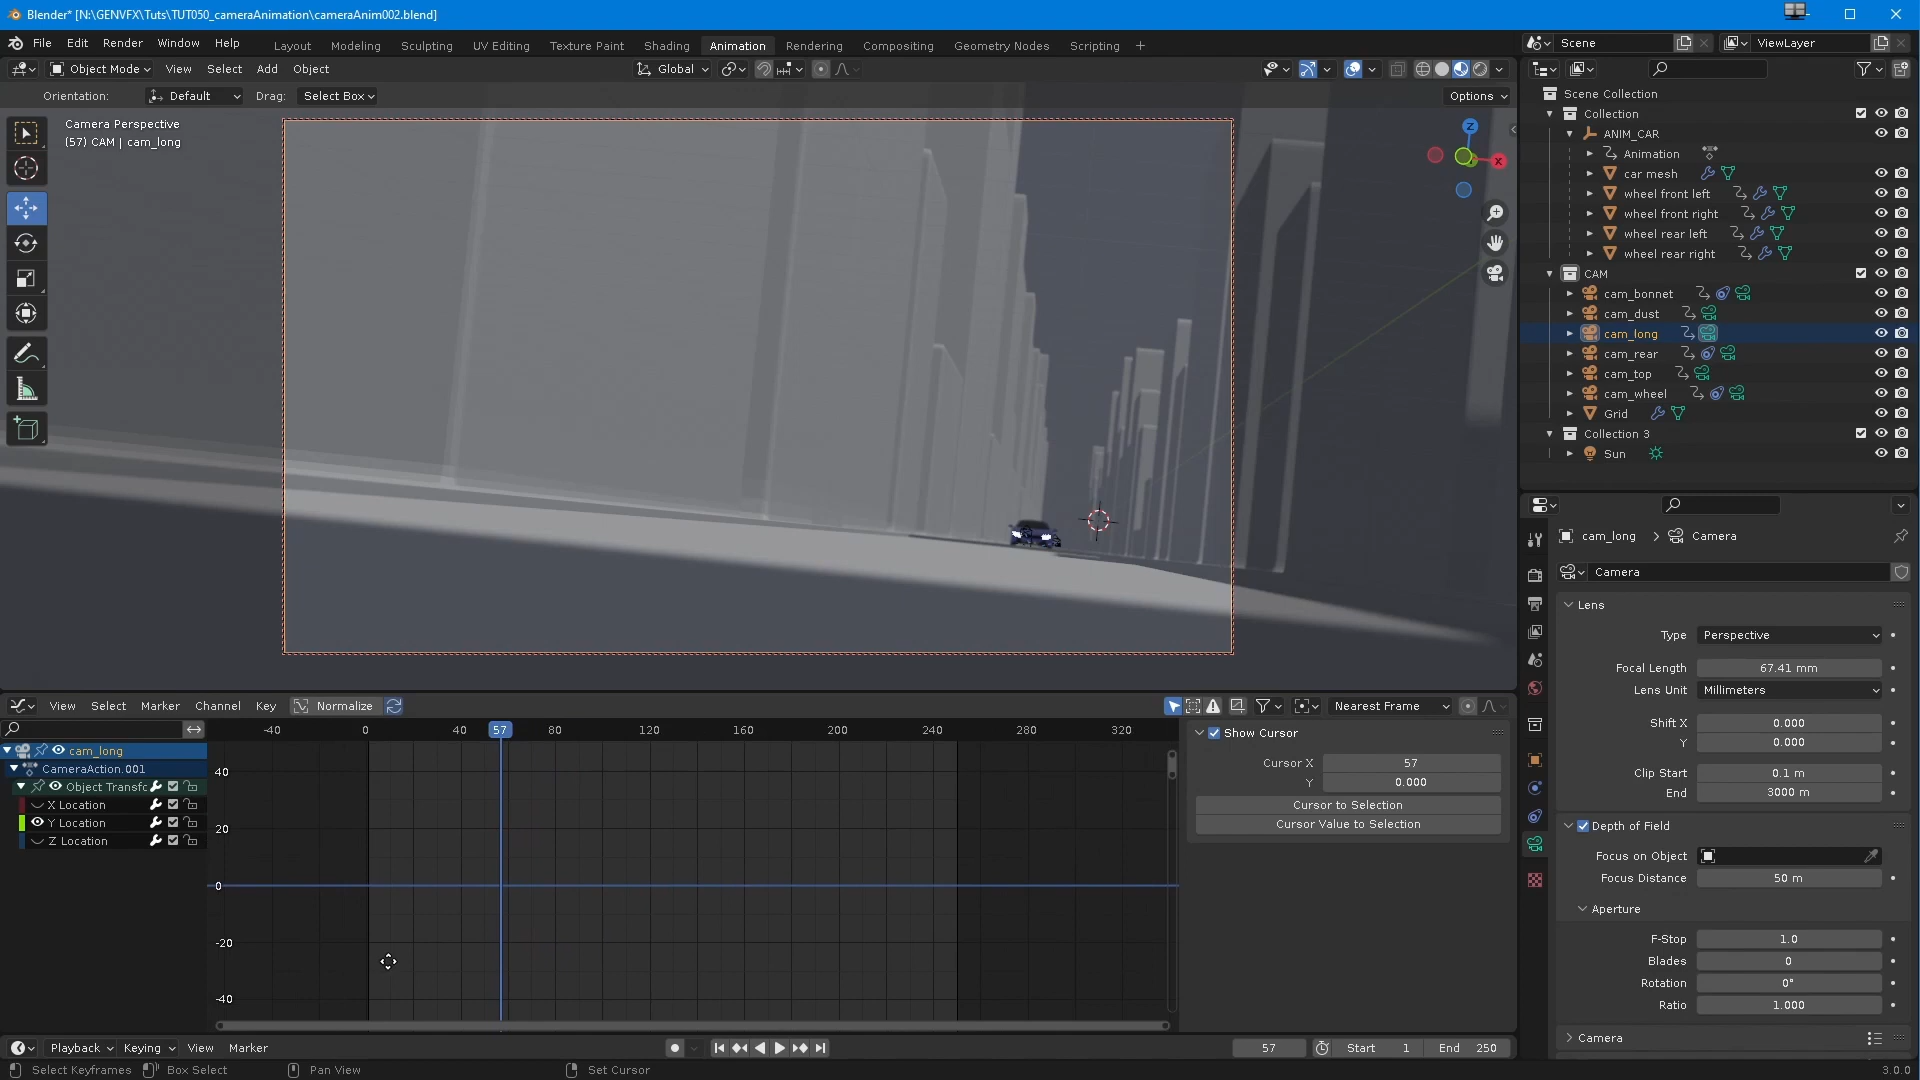 Blender* [N:\GENVFX\Tuts\TUT050_cameraAnimation\cameraAnim002.blend]
File Edit Render Window Help Layout Modeling Sculpting UV Editing Texture Paint Shading Animation Rendering Compositing Geometry Nodes Scripting + Scene ViewLayer
Object Mode View Select Add Object Global
Orientation: Default Drag: Select Box Options
Camera Perspective
(57) CAM | cam_long
Z
X
Scene Collection
Collection
ANIM_CAR
Animation
car mesh
wheel front left
wheel front right
wheel rear left
wheel rear right
CAM
cam_bonnet
cam_dust
cam_long
cam_rear
cam_top
cam_wheel
Grid
Collection 3
Sun
cam_long > Camera
Camera
Lens
Type Perspective
Focal Length 67.41 mm
Lens Unit Millimeters
Shift X 0.000
Y 0.000
Clip Start 0.1 m
End 3000 m
Depth of Field
Focus on Object
Focus Distance 50 m
Aperture
F-Stop 1.0
Blades 0
Rotation 0°
Ratio 1.000
Camera
View Select Marker Channel Key Normalize Nearest Frame
-40 0 40 57 80 120 160 200 240 280 320
cam_long
CameraAction.001
Object Transfc
X Location
Y Location
Z Location
40
20
0
-20
-40
Show Cursor
Cursor X 57
Y 0.000
Cursor to Selection
Cursor Value to Selection
Playback Keying View Marker 57 Start 1 End 250
Select Keyframes Box Select Pan View Set Cursor 3.0.0